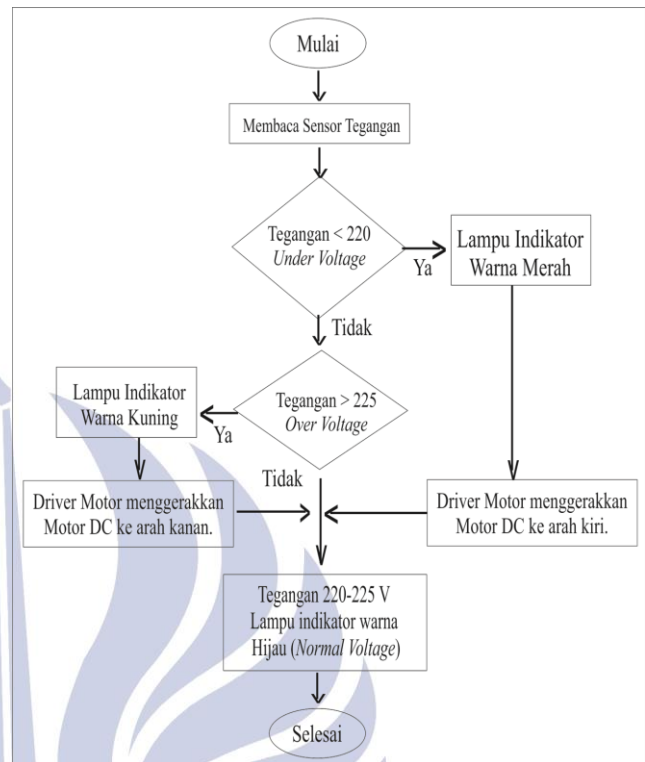 Mulai
Membaca Sensor Tegangan
Tegangan < 220
Under Voltage
Ya
Lampu Indikator
Warna Merah
Tidak
Tegangan > 225
Over Voltage
Ya
Lampu Indikator
Warna Kuning
Tidak
Driver Motor menggerakkan
Motor DC ke arah kanan.
Driver Motor menggerakkan
Motor DC ke arah kiri.
Tegangan 220-225 V
Lampu indikator warna
Hijau (Normal Voltage)
Selesai